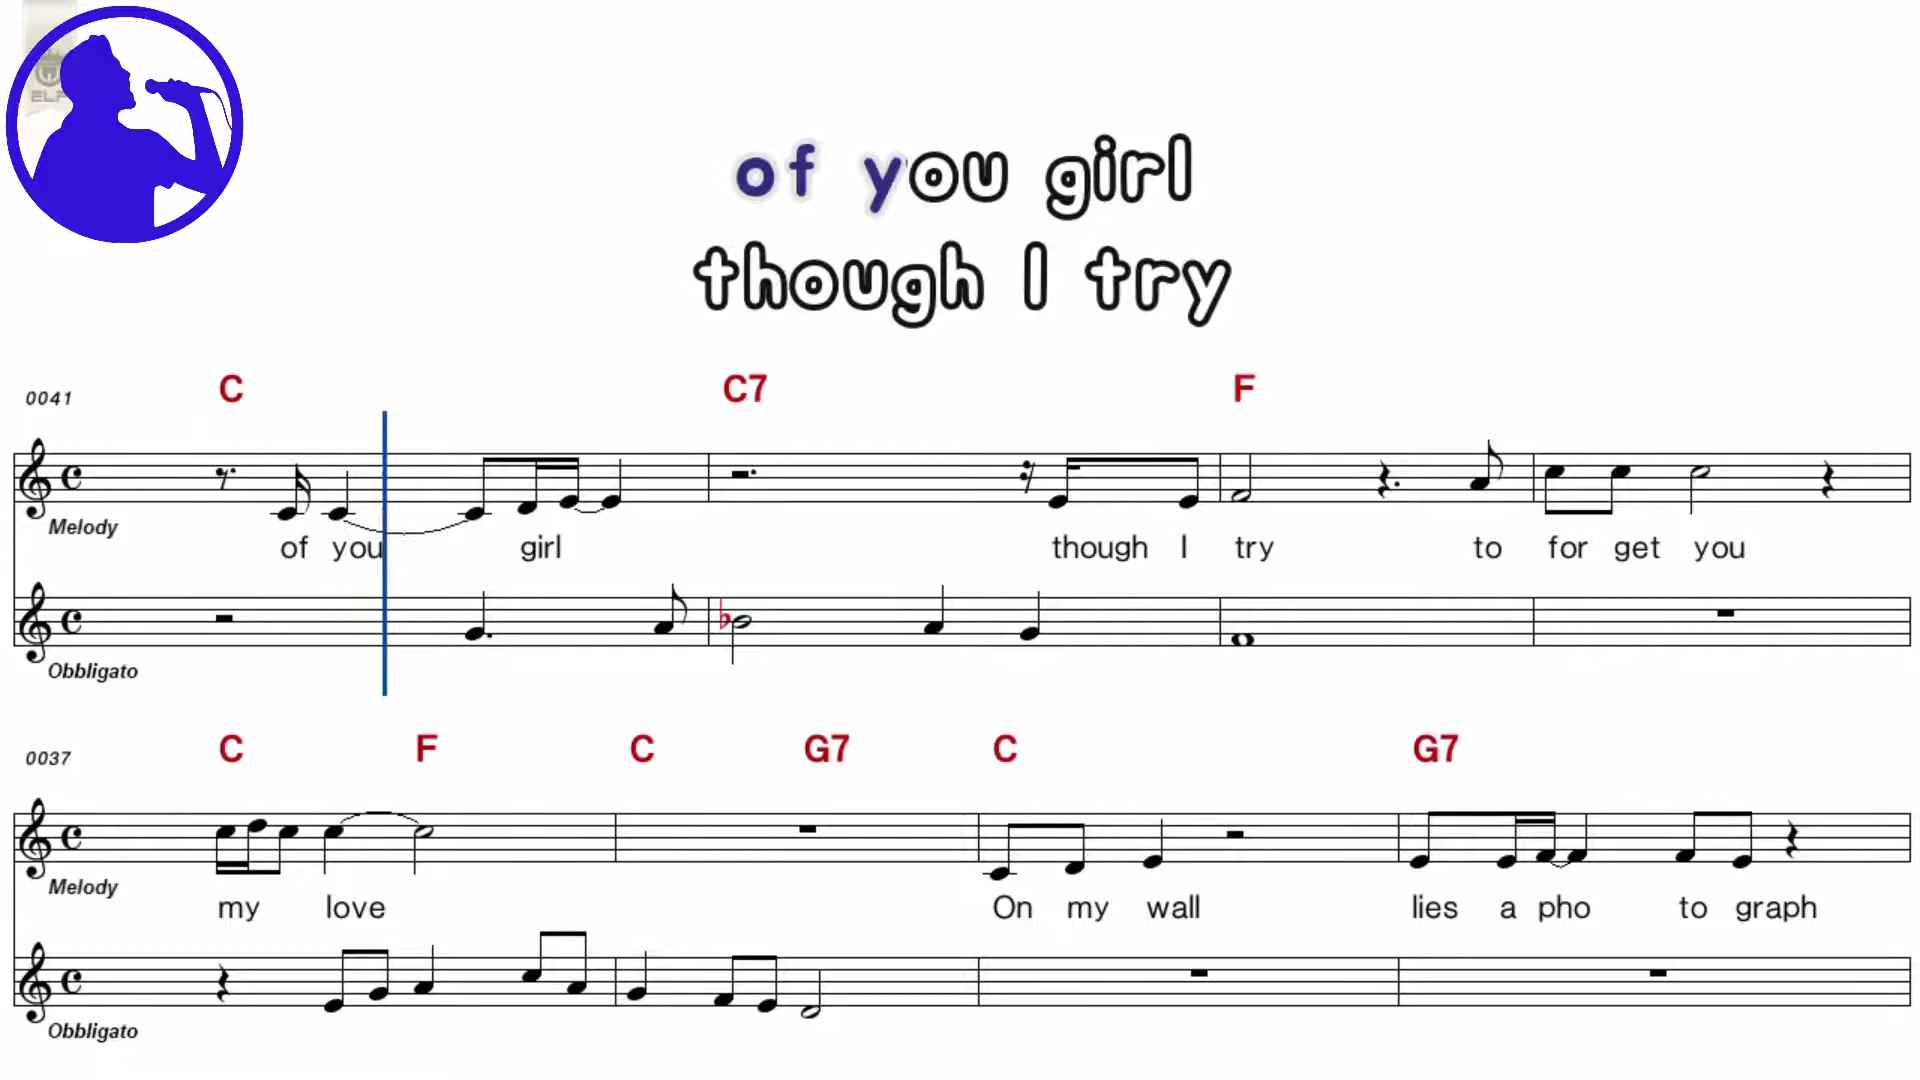 ELF
of you girl
though I try
0041 C C7 F
Melody
of you girl though I try to for get you
Obbligato
0037 C F C G7 C G7
Melody
my love On my wall lies a pho to graph
Obbligato